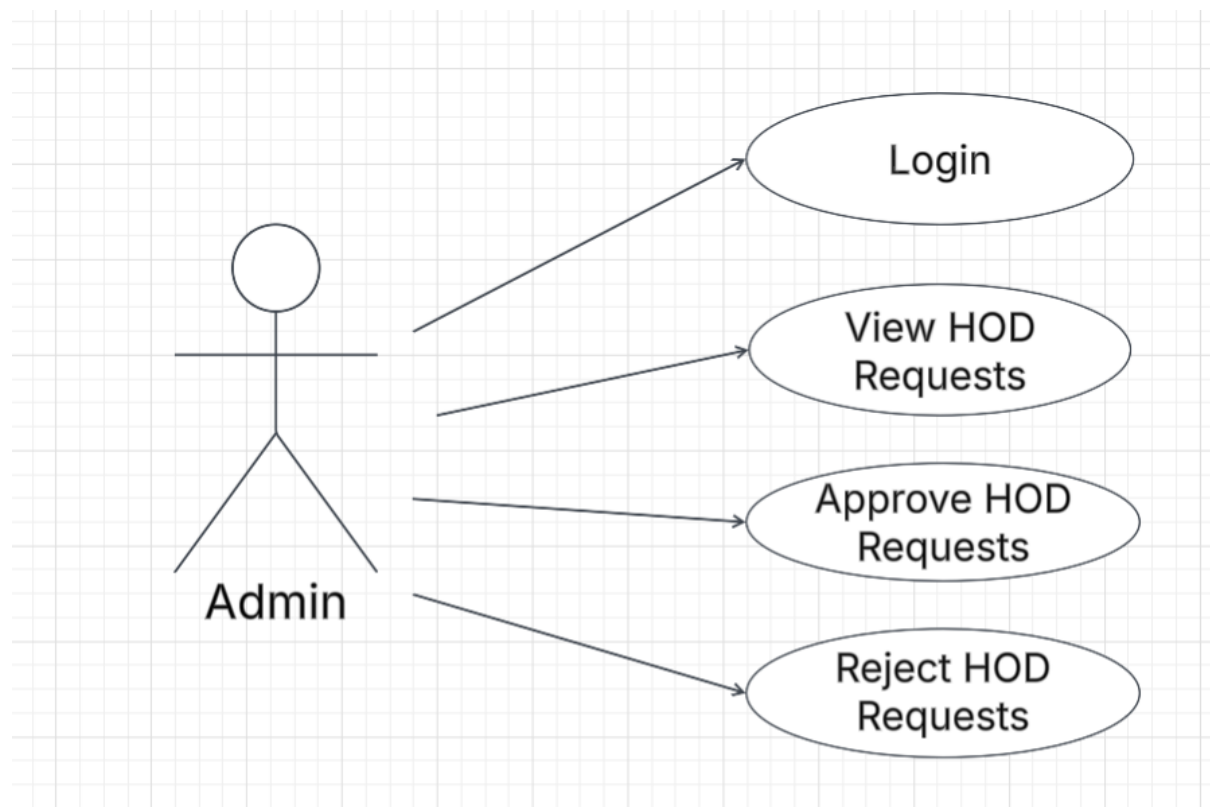 Login
View HOD
Requests
Approve HOD
Requests
Admin
Reject HOD
Requests